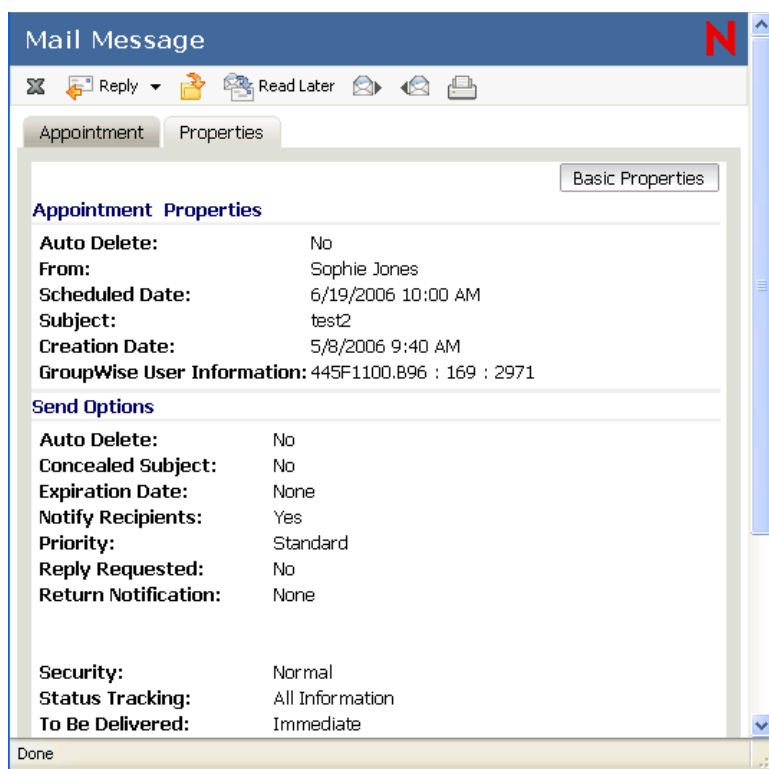 Mail Message
N
Reply Read Later
Appointment Properties
Basic Properties
Appointment Properties
Auto Delete: No
From: Sophie Jones
Scheduled Date: 6/19/2006 10:00 AM
Subject: test2
Creation Date: 5/8/2006 9:40 AM
GroupWise User Information: 445F1100.B96 : 169 : 2971
Send Options
Auto Delete: No
Concealed Subject: No
Expiration Date: None
Notify Recipients: Yes
Priority: Standard
Reply Requested: No
Return Notification: None
Security: Normal
Status Tracking: All Information
To Be Delivered: Immediate
Done